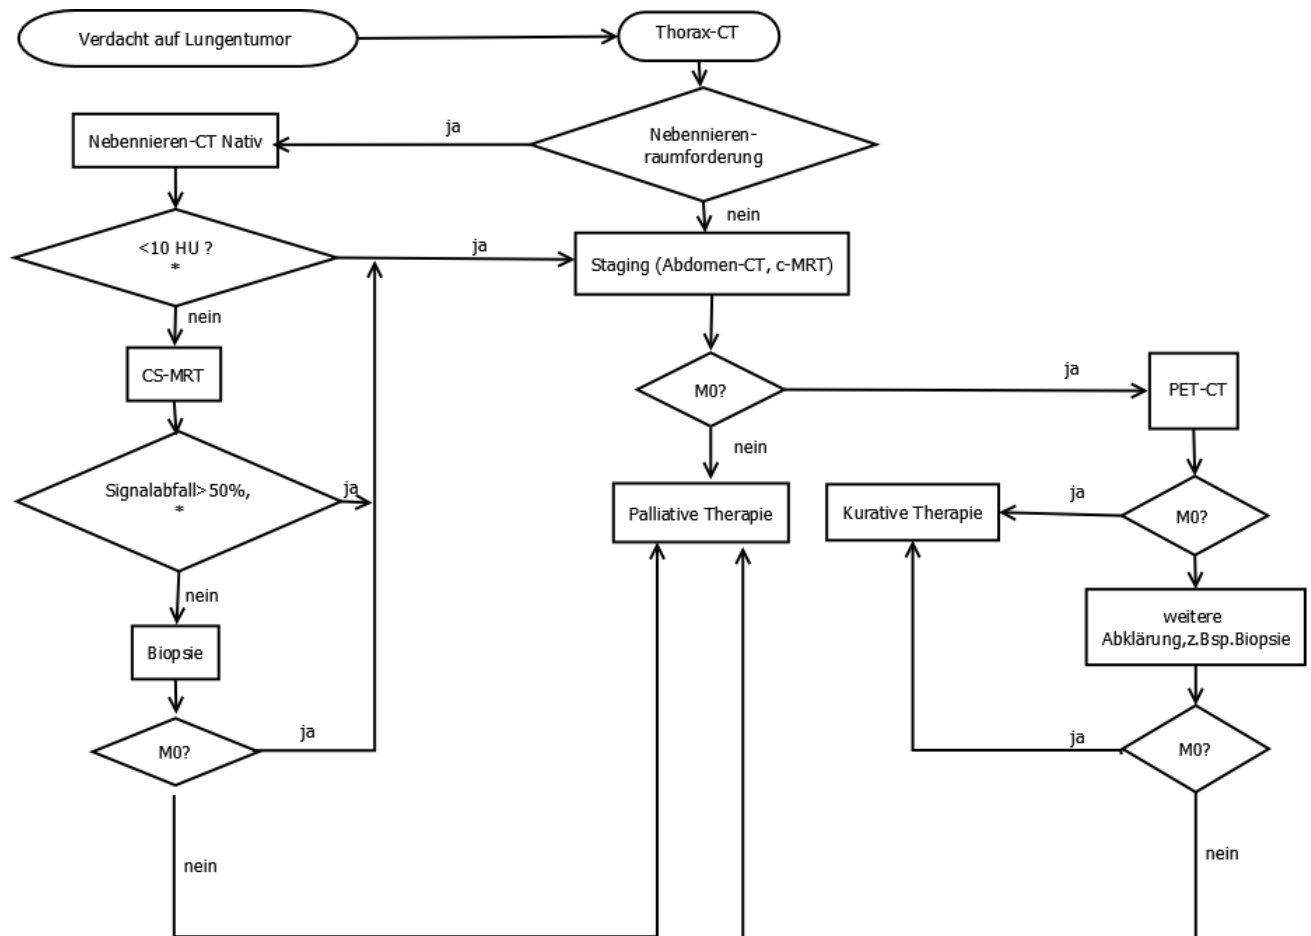 Verdacht auf Lungentumor
Thorax-CT
Nebennieren-
raumforderung
ja
Nebennieren-CT Nativ
nein
<10 HU ?
*
ja
Staging (Abdomen-CT, c-MRT)
nein
CS-MRT
M0?
ja
PET-CT
nein
Signalabfall>50%,
*
ja
Palliative Therapie
Kurative Therapie
ja
M0?
nein
Biopsie
weitere
Abklärung,z.Bsp.Biopsie
M0?
ja
ja
M0?
nein
nein